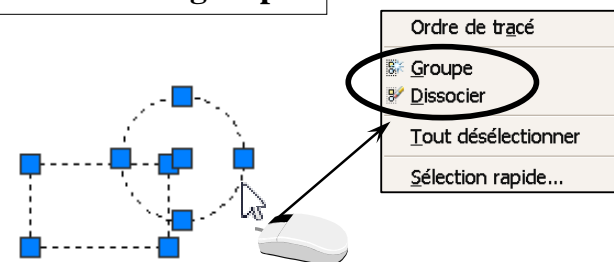 Ordre de tracé
Groupe
Dissocier
Tout désélectionner
Sélection rapide...